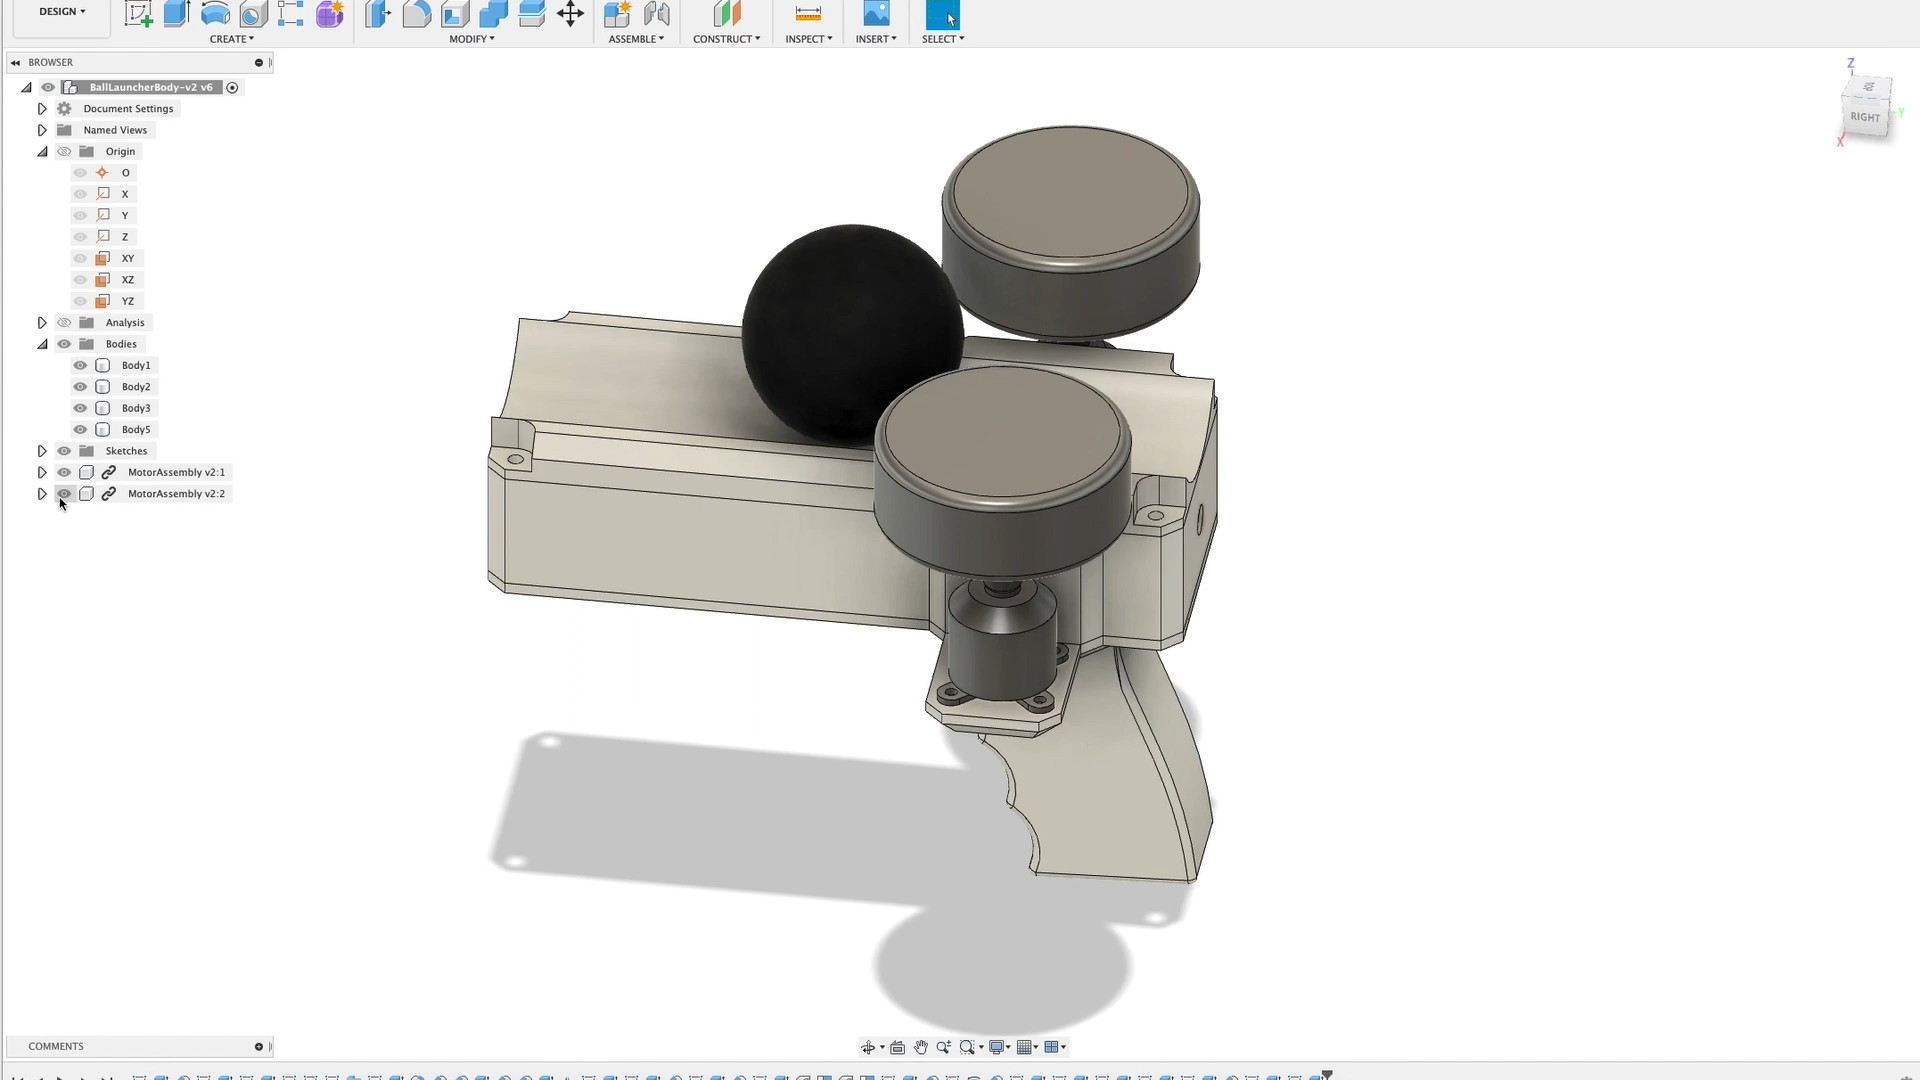 DESIGN
CREATE
MODIFY
ASSEMBLE
CONSTRUCT
INSPECT
INSERT
SELECT
BROWSER
BallLauncherBody-v2 v6
Document Settings
Named Views
Origin
O
X
Y
Z
XY
XZ
YZ
Analysis
Bodies
Body1
Body2
Body3
Body5
Sketches
MotorAssembly v2:1
MotorAssembly v2:2
Z
TOP
RIGHT
Y
X
COMMENTS